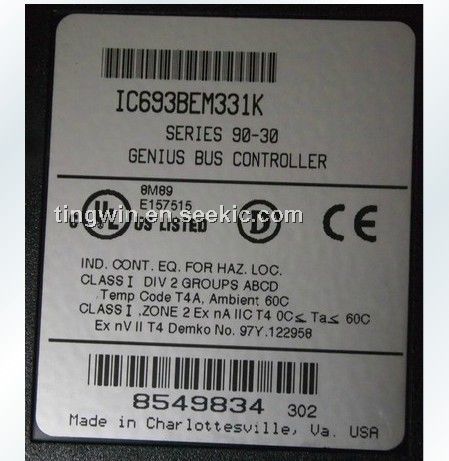 IC693BEM331K
SERIES 90-30
GENIUS BUS CONTROLLER
8M89
E157515
tingwin.seekic.com
C UL US LISTED
D
CE
IND. CONT. EQ. FOR HAZ. LOC.
CLASS I DIV 2 GROUPS ABCD
Temp Code T4A, Ambient 60C
CLASS I .ZONE 2 Ex nA IIC T4 0C≤ Ta≤ 60C
Ex nV II T4 Demko No. 97Y.122958
8549834 302
Made in Charlottesville, Va. USA